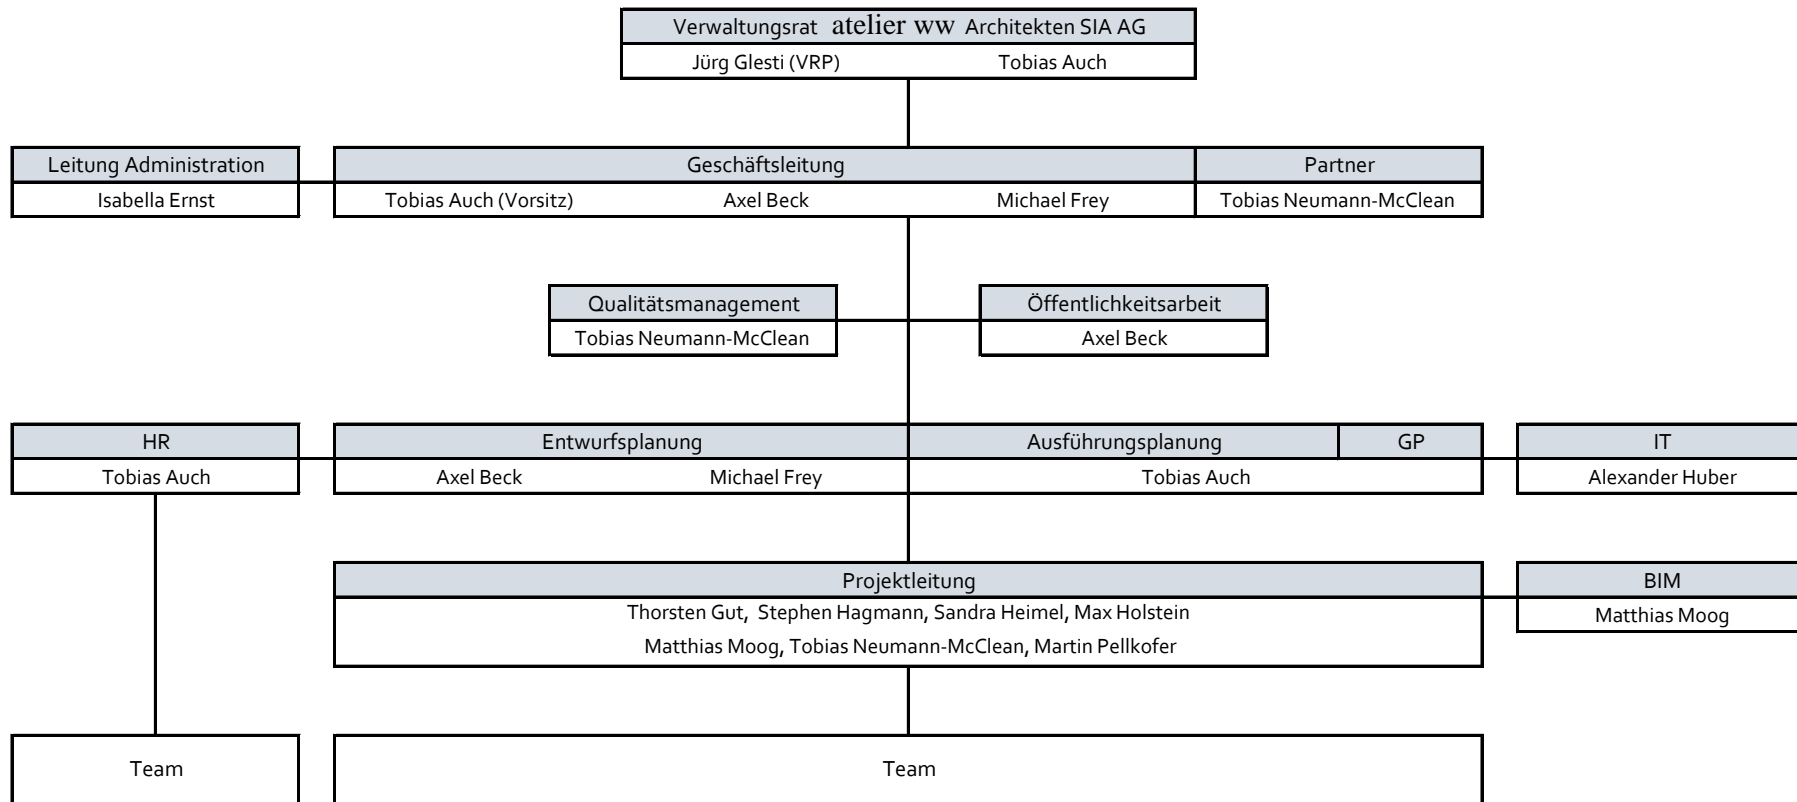 Verwaltungsrat atelier ww Architekten SIA AG
Jürg Glesti (VRP) Tobias Auch
Leitung Administration Geschäftsleitung Partner
Isabella Ernst Tobias Auch (Vorsitz) Axel Beck Michael Frey Tobias Neumann-McClean
Qualitätsmanagement Öffentlichkeitsarbeit
Tobias Neumann-McClean Axel Beck
HR Entwurfsplanung Ausführungsplanung GP IT
Tobias Auch Axel Beck Michael Frey Tobias Auch Alexander Huber
Projektleitung BIM
Thorsten Gut, Stephen Hagmann, Sandra Heimel, Max Holstein Matthias Moog
Matthias Moog, Tobias Neumann-McClean, Martin Pellkofer
Team Team